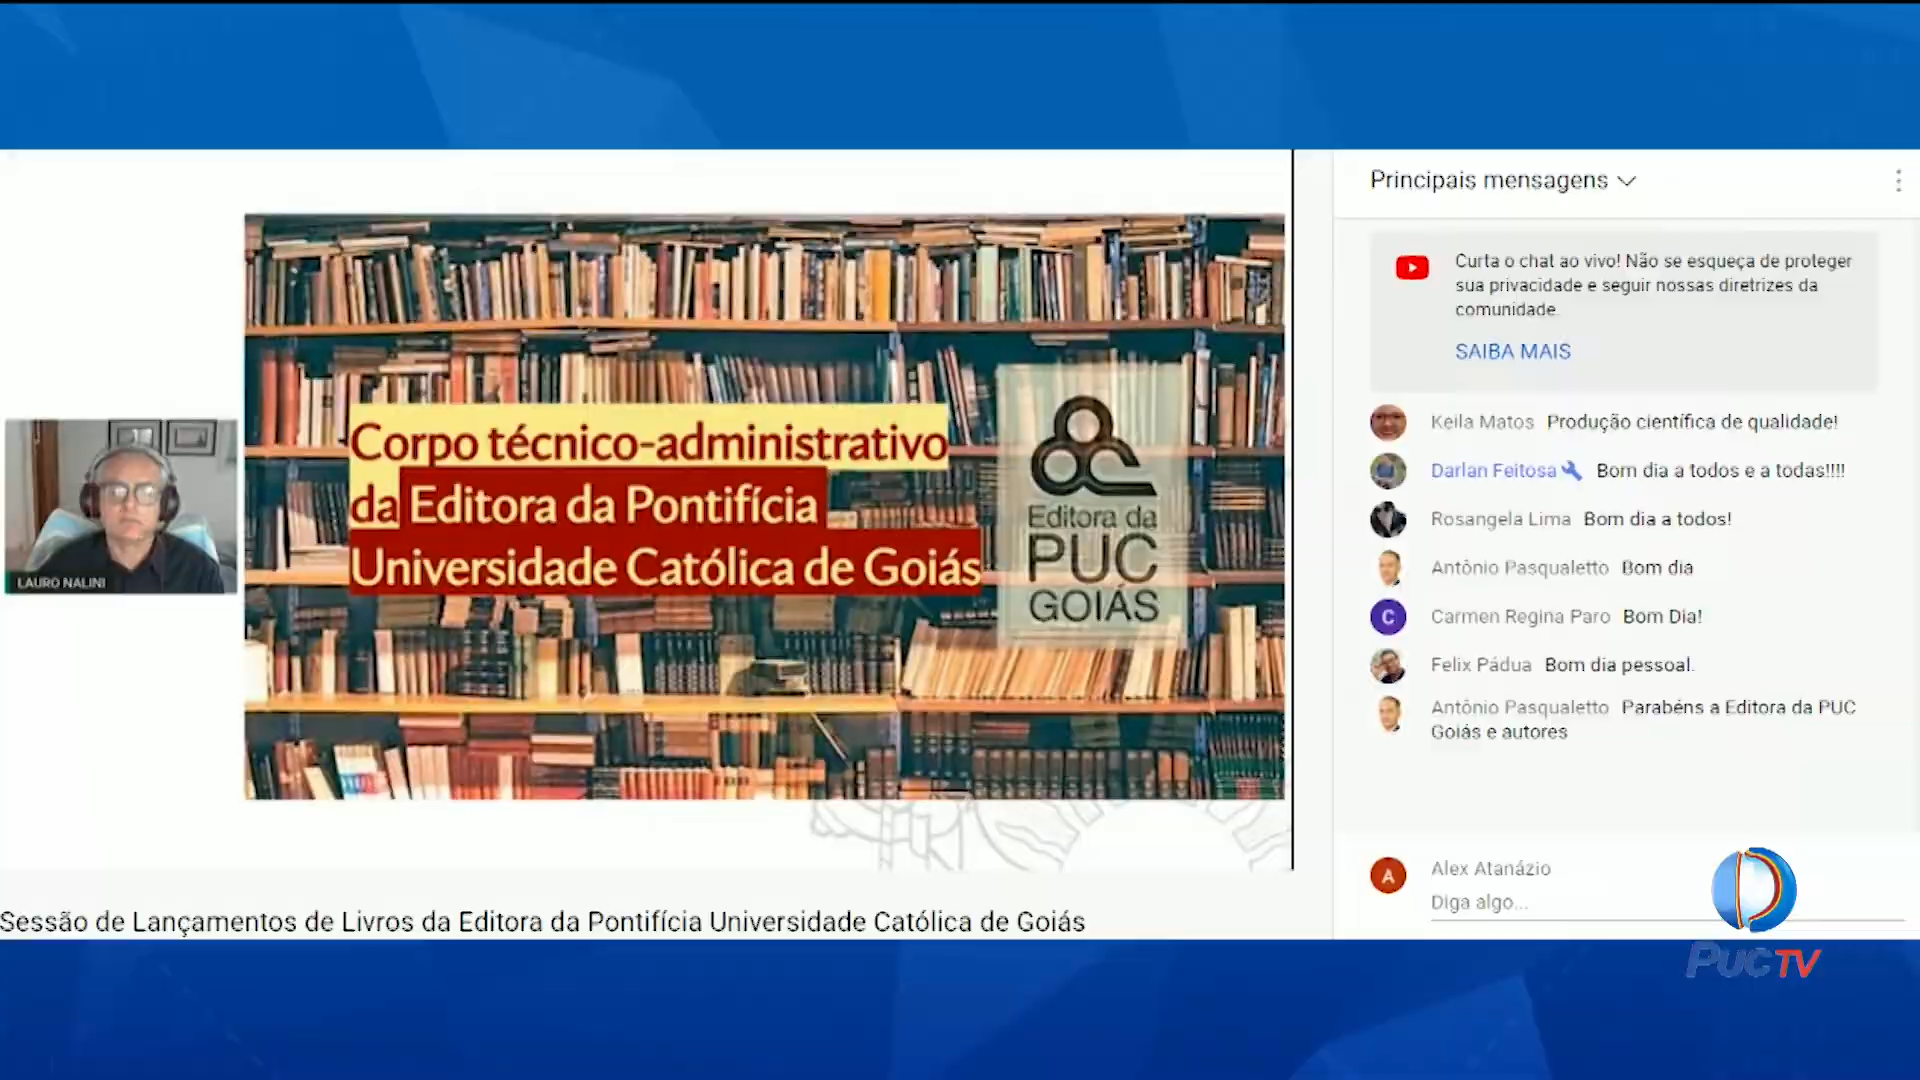 Corpo técnico-administrativo
da Editora da Pontifícia
Universidade Católica de Goiás
Editora da
PUC
GOIÁS
LAURO NALINI
Sessão de Lançamentos de Livros da Editora da Pontifícia Universidade Católica de Goiás
Principais mensagens
Curta o chat ao vivo! Não se esqueça de proteger
sua privacidade e seguir nossas diretrizes da
comunidade.
SAIBA MAIS
Keila Matos Produção científica de qualidade!
Darlan Feitosa Bom dia a todos e a todas!!!!
Rosangela Lima Bom dia a todos!
Antônio Pasqualetto Bom dia
C
Carmen Regina Paro Bom Dia!
Felix Pádua Bom dia pessoal.
Antônio Pasqualetto Parabéns a Editora da PUC
Goiás e autores
A
Alex Atanázio
Diga algo...
PUC TV